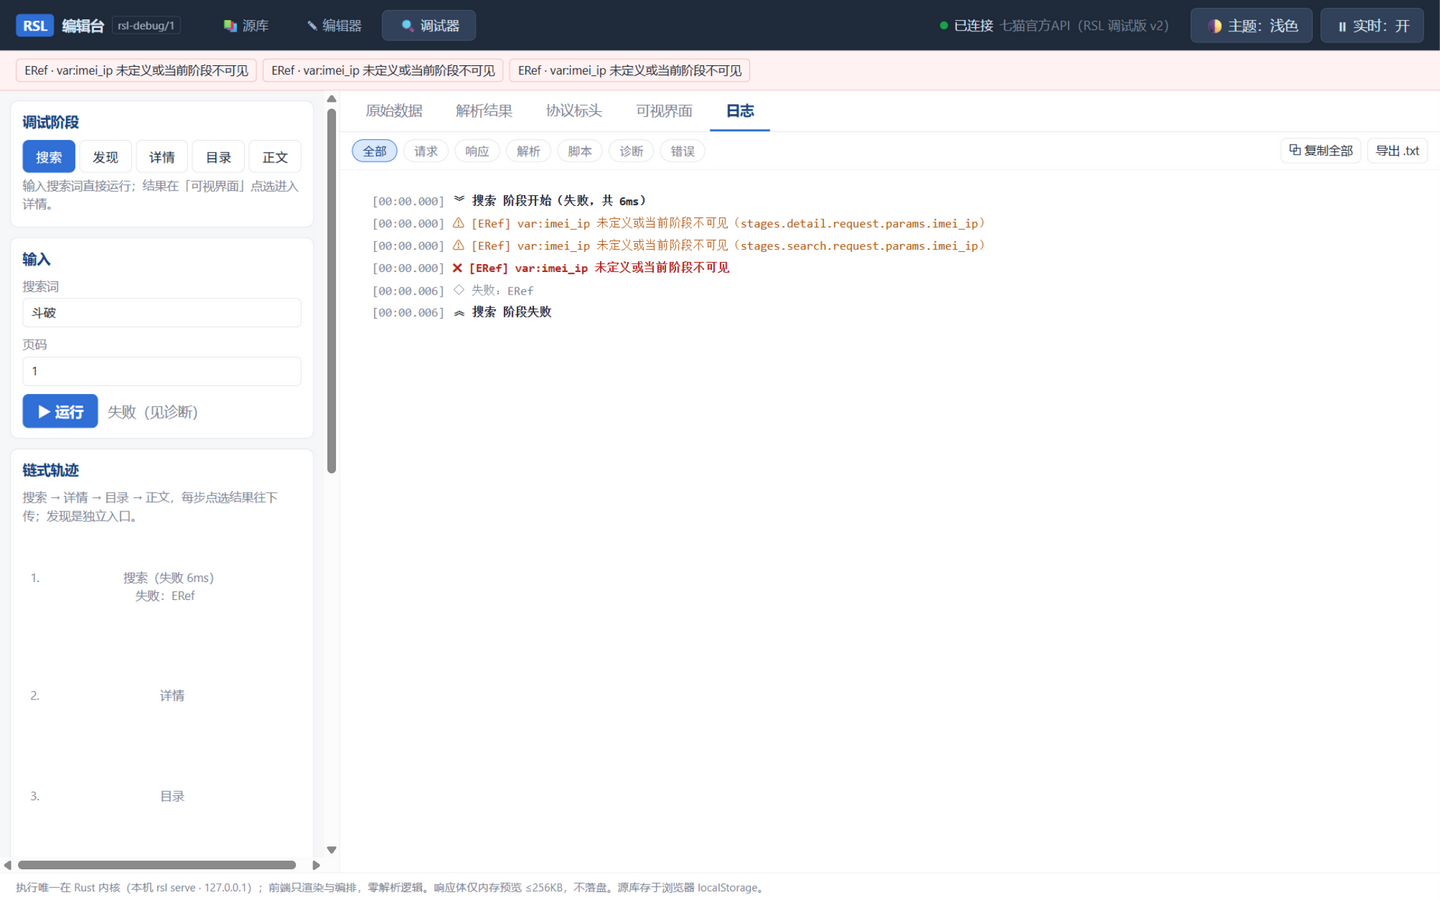 RSL 编辑台 rsl-debug/1 源库 编辑器 调试器 已连接 七猫官方API（RSL 调试版 v2） 主题：浅色 实时：开
ERef · var:imei_ip 未定义或当前阶段不可见 ERef · var:imei_ip 未定义或当前阶段不可见 ERef · var:imei_ip 未定义或当前阶段不可见
调试阶段
搜索 发现 详情 目录 正文
输入搜索词直接运行；结果在「可视界面」点选进入
详情。
输入
搜索词
斗破
页码
1
运行 失败（见诊断）
链式轨迹
搜索 → 详情 → 目录 → 正文，每步点选结果往下
传；发现是独立入口。
1. 搜索（失败 6ms）
失败：ERef
2. 详情
3. 目录
原始数据 解析结果 协议标头 可视界面 日志
全部 请求 响应 解析 脚本 诊断 错误 复制全部 导出 .txt
[00:00.000] 搜索 阶段开始（失败，共 6ms）
[00:00.000] [ERef] var:imei_ip 未定义或当前阶段不可见（stages.detail.request.params.imei_ip）
[00:00.000] [ERef] var:imei_ip 未定义或当前阶段不可见（stages.search.request.params.imei_ip）
[00:00.000] [ERef] var:imei_ip 未定义或当前阶段不可见
[00:00.006] 失败：ERef
[00:00.006] 搜索 阶段失败
执行唯一在 Rust 内核（本机 rsl serve · 127.0.0.1）；前端只渲染与编排，零解析逻辑。响应体仅内存预览 ≤256KB，不落盘。源库存于浏览器 localStorage。